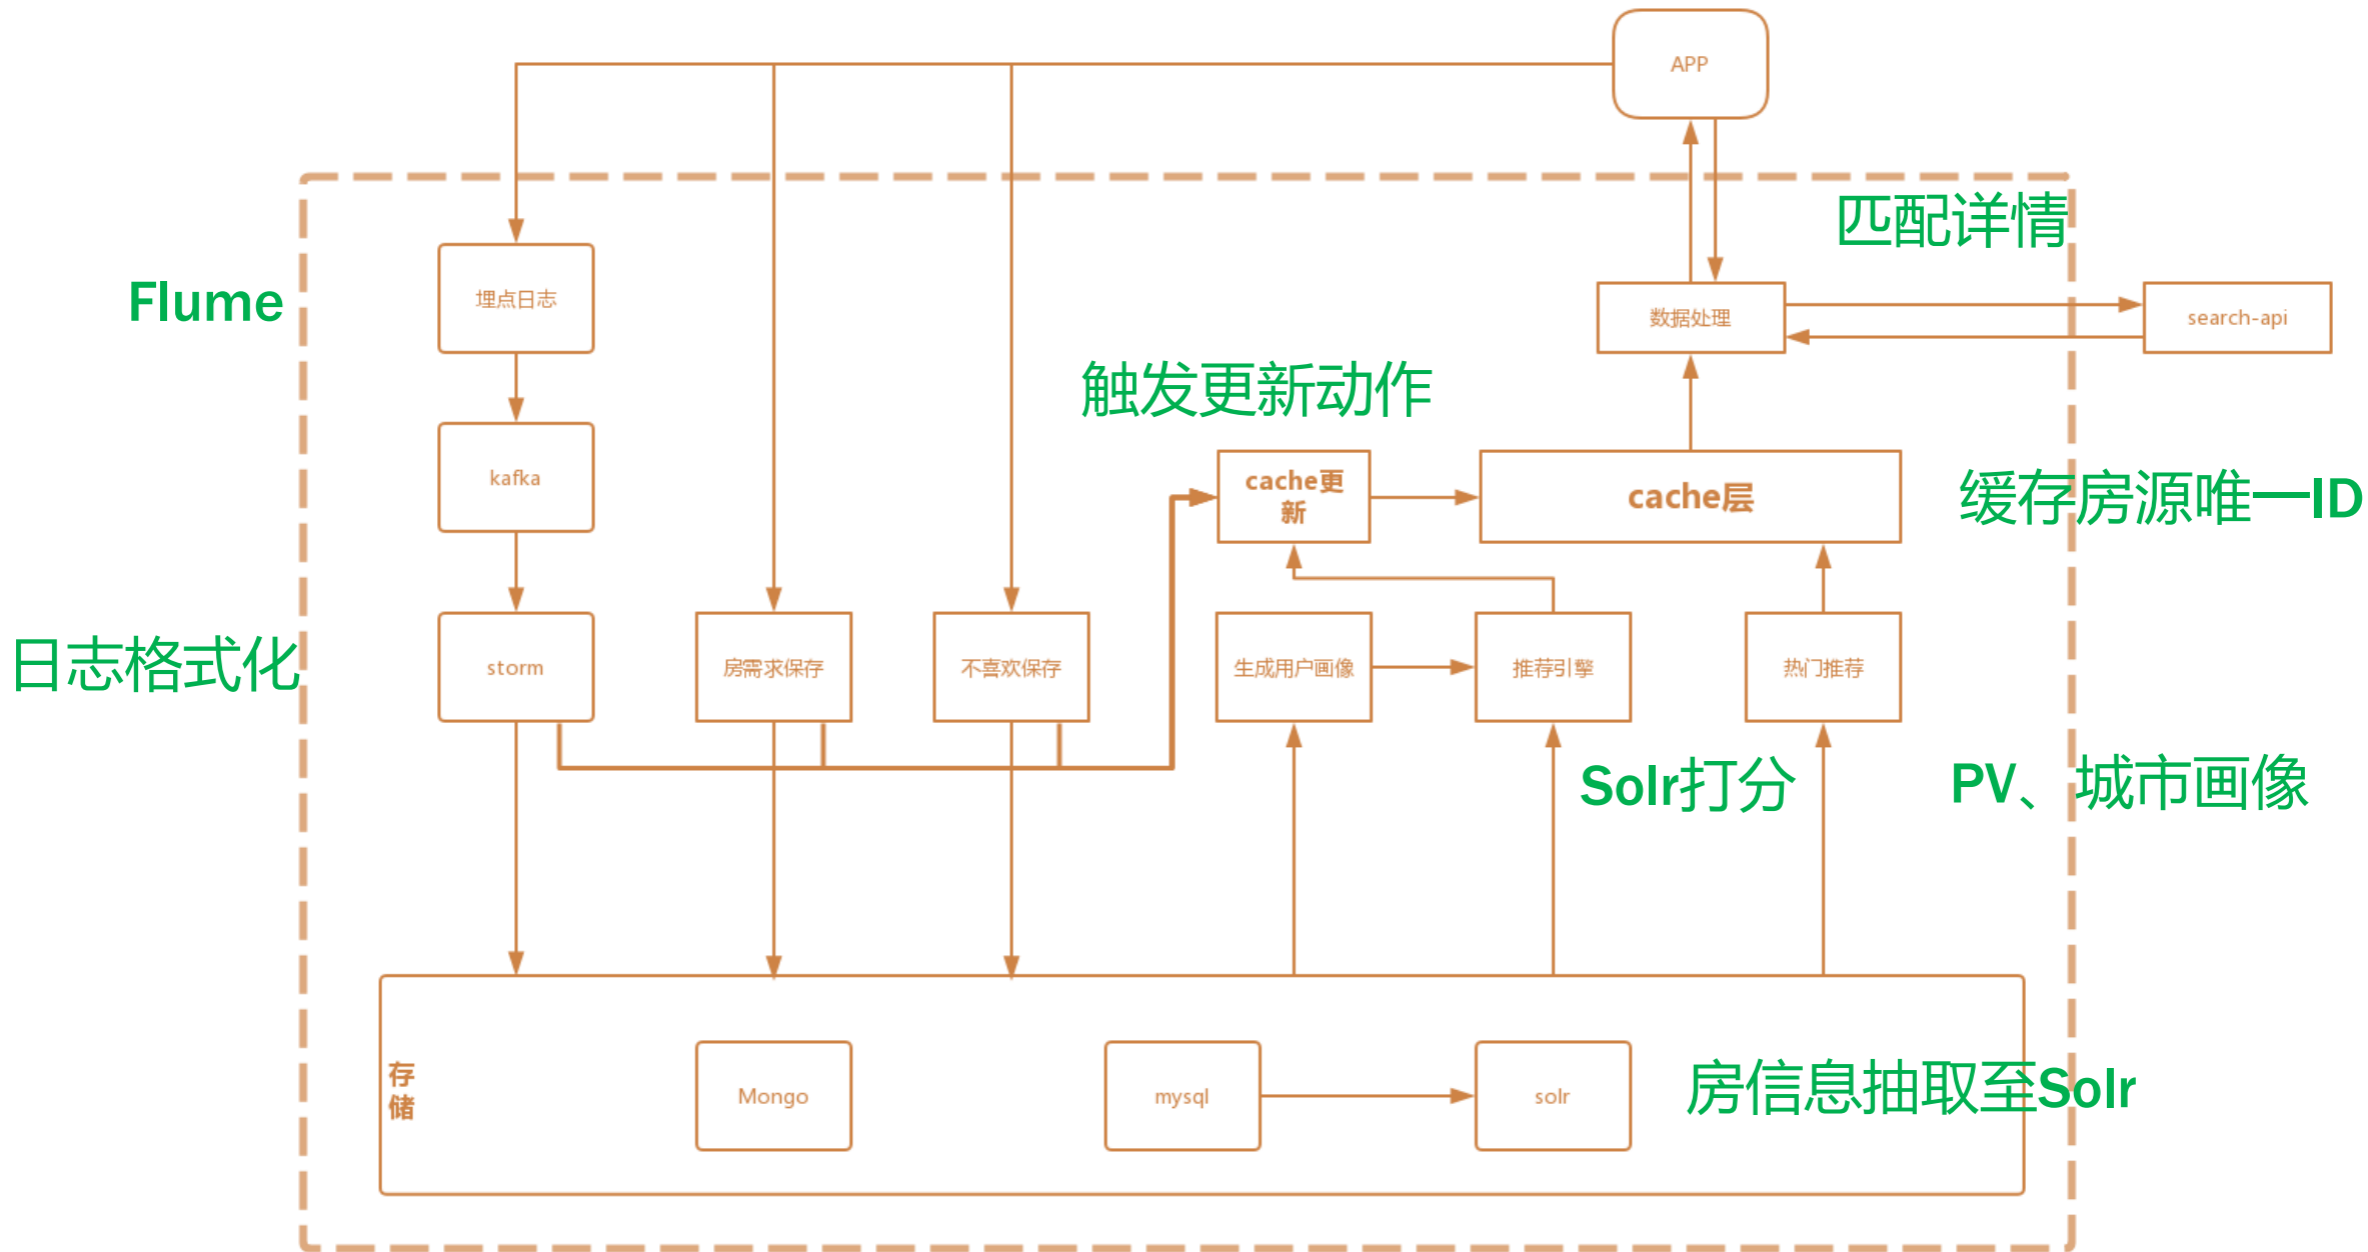 APP
匹配详情
埋点日志
Flume
数据处理
search-api
触发更新动作
kafka
cache更
新
cache层
缓存房源唯一ID
日志格式化
storm
房需求保存
不喜欢保存
生成用户画像
推荐引擎
热门推荐
Solr打分
PV、城市画像
存
储
Mongo
mysql
solr
房信息抽取至Solr